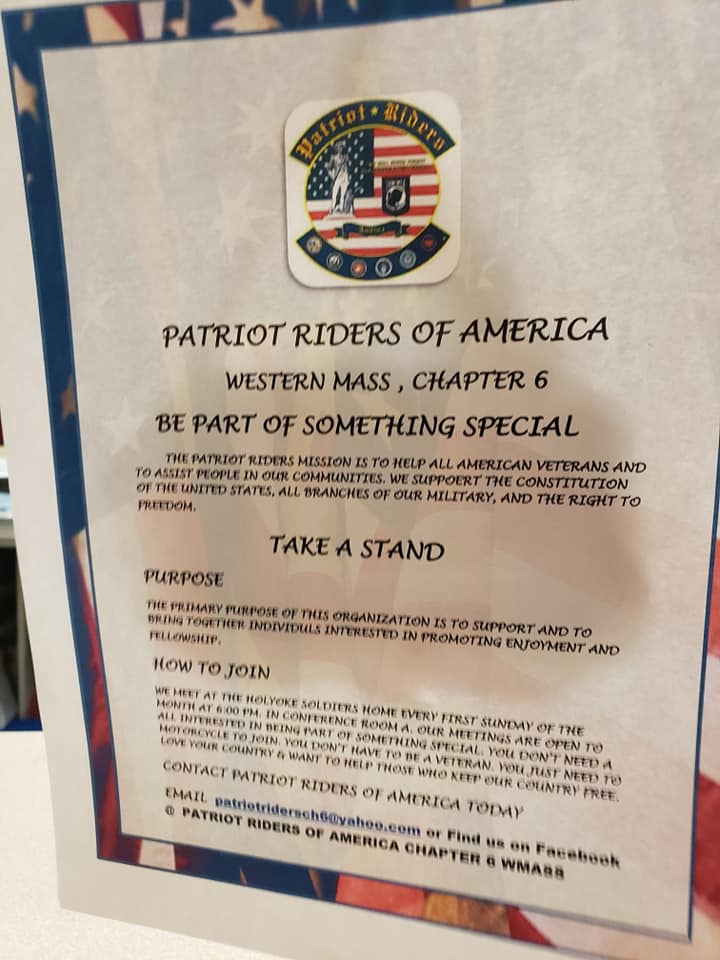 Patriot ★ Riders
America
PATRIOT RIDERS OF AMERICA
WESTERN MASS , CHAPTER 6
BE PART OF SOMETHING SPECIAL
THE PATRIOT RIDERS MISSION IS TO HELP ALL AMERICAN VETERANS AND
TO ASSIST PEOPLE IN OUR COMMUNITIES. WE SUPPOERT THE CONSTITUTION
OF THE UNITED STATES, ALL BRANCHES OF OUR MILITARY, AND THE RIGHT TO
FREEDOM.
TAKE A STAND
PURPOSE
THE PRIMARY PURPOSE OF THIS ORGANIZATION IS TO SUPPORT AND TO
BRING TOGETHER INDIVIDULS INTERESTED IN PROMOTING ENJOYMENT AND
FELLOWSHIP.
HOW TO JOIN
WE MEET AT THE HOLYOKE SOLDIERS HOME EVERY FIRST SUNDAY OF THE
MONTH AT 6:00 PM. IN CONFERENCE ROOM A. OUR MEETINGS ARE OPEN TO
ALL INTERESTED IN BEING PART OF SOMETHING SPECIAL. YOU DON'T NEED A
MOTORCYCLE TO JOIN. YOU DON'T HAVE TO BE A VETERAN. YOU JUST NEED TO
LOVE YOUR COUNTRY & WANT TO HELP THOSE WHO KEEP OUR COUNTRY FREE.
CONTACT PATRIOT RIDERS OF AMERICA TODAY
EMAIL patriotridersch6@yahoo.com or Find us on Facebook
@ PATRIOT RIDERS OF AMERICA CHAPTER 6 WMASS